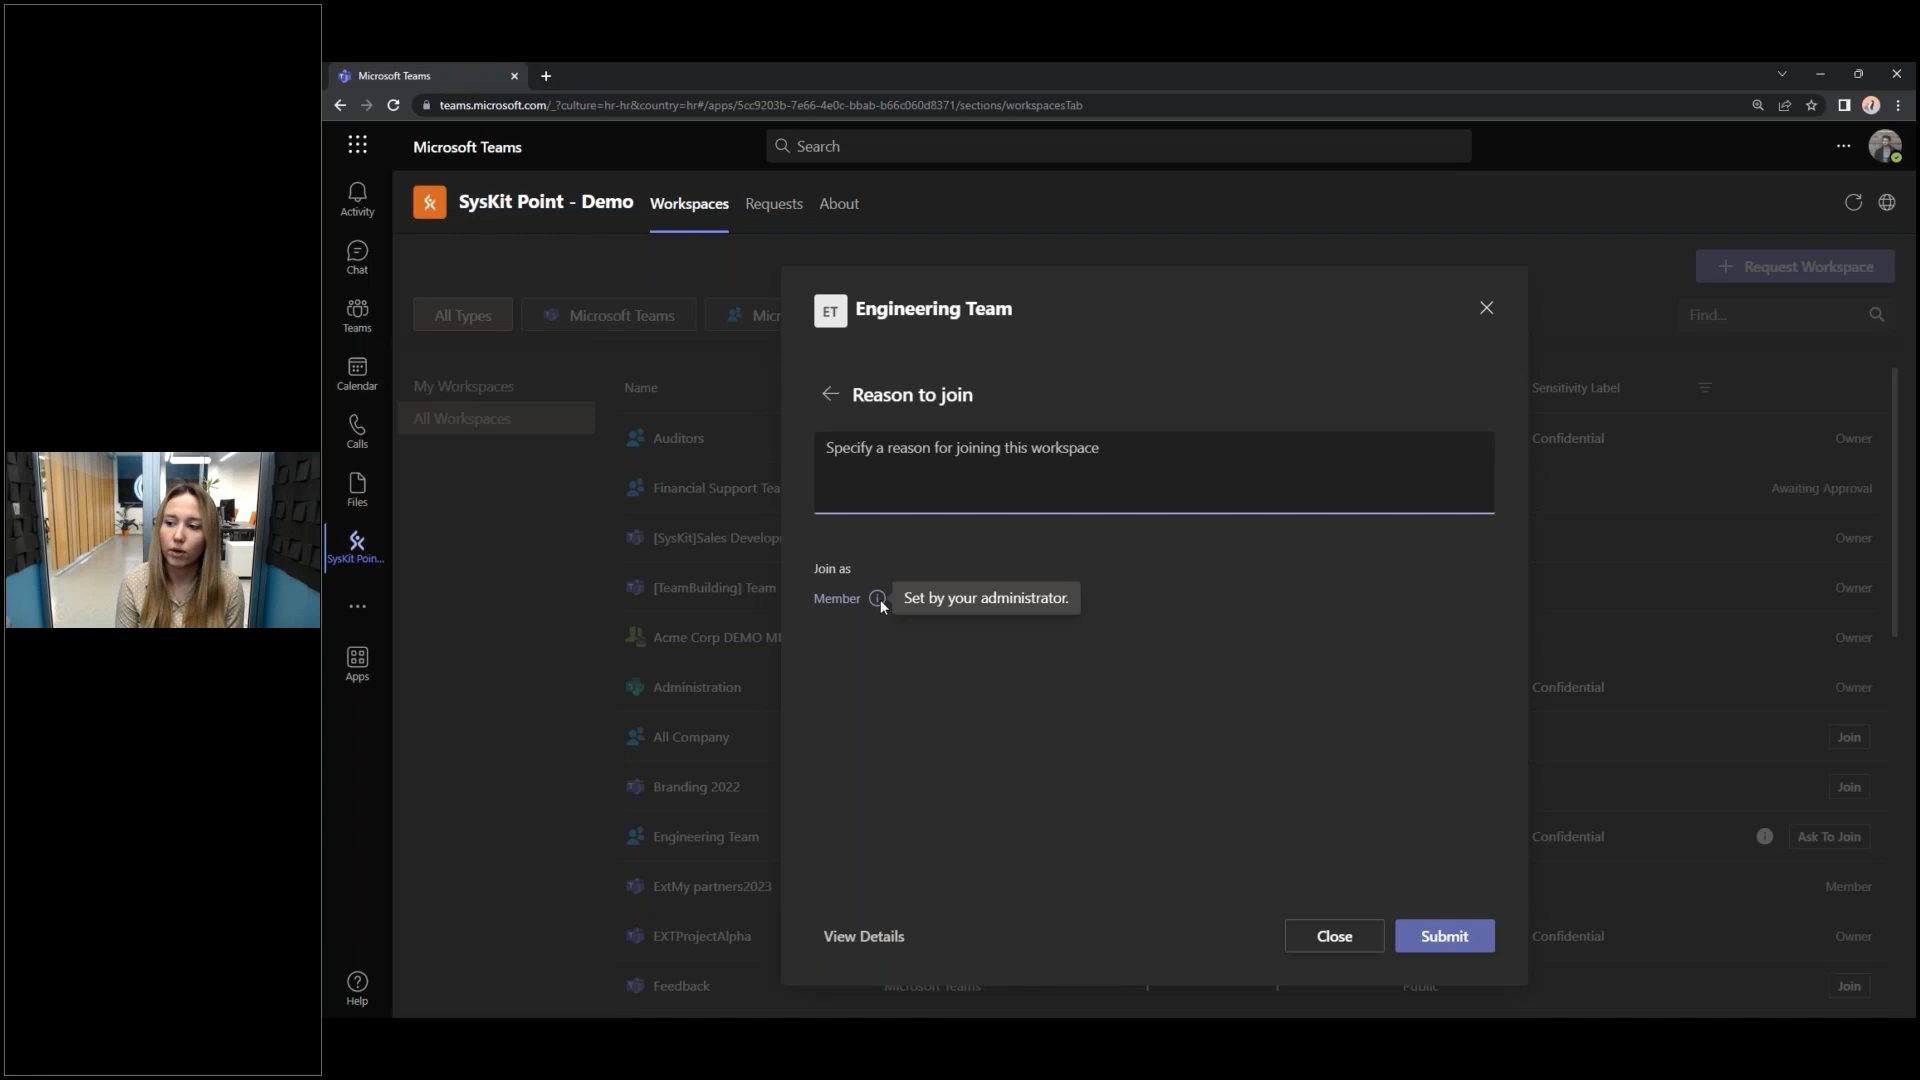 Microsoft Teams
teams.microsoft.com/_?culture=hr-hr&country=hr#/apps/5cc9203b-7e66-4e0c-bbab-b66c060d8371/sections/workspacesTab
Microsoft Teams
Search
Activity
Chat
Teams
Calendar
Calls
Files
SysKit Poin...
Apps
Help
SysKit Point - Demo
Workspaces
Requests
About
Request Workspace
All Types
Microsoft Teams
Micr
Find...
My Workspaces
All Workspaces
Name
Sensitivity Label
Auditors
Confidential
Owner
Financial Support Tea
Awaiting Approval
[SysKit]Sales Develop
Owner
[TeamBuilding] Team
Owner
Acme Corp DEMO
Owner
Administration
Confidential
Owner
All Company
Join
Branding 2022
Join
Engineering Team
Confidential
Ask To Join
ExtMy partners2023
Member
EXTProjectAlpha
Confidential
Owner
Feedback
Microsoft Teams
Public
Join
ET
Engineering Team
Reason to join
Specify a reason for joining this workspace
Join as
Member
Set by your administrator.
View Details
Close
Submit